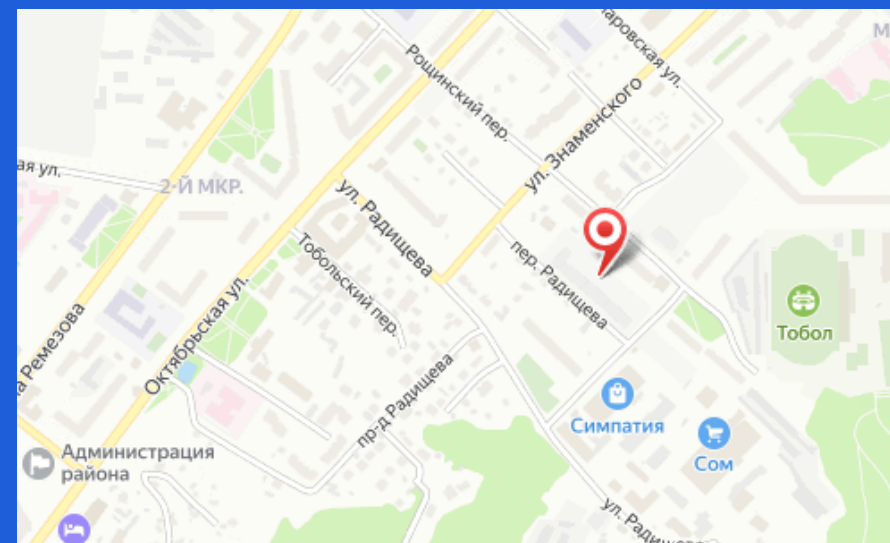 аровская ул.
М
Рощинский пер.
ул. Знаменского
ая ул.
2-Й МКР.
ул. Радищева
Тобольский пер.
пер. Радищева
Октябрьская ул.
а Ремезова
Тобол
пр-д Радищева
Симпатия
Сом
Администрация
района
ул. Радищева